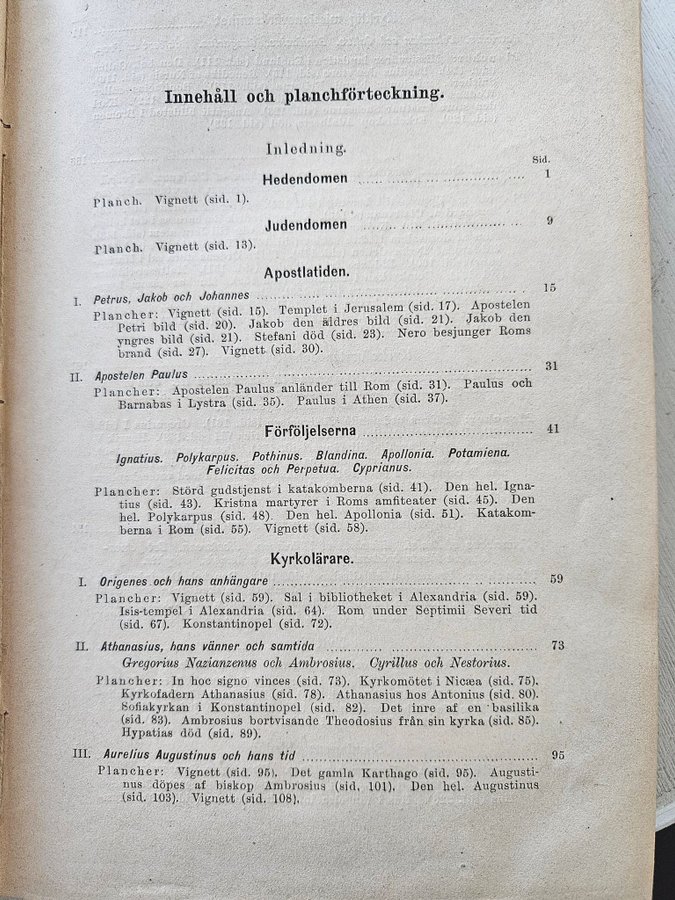 Innehåll och planchförteckning.
Inledning.
Sid.
Hedendomen 1
Planch. Vignett (sid. 1).
Judendomen 9
Planch. Vignett (sid. 13).
Apostlatiden.
I. Petrus, Jakob och Johannes 15
Plancher: Vignett (sid. 15). Templet i Jerusalem (sid. 17). Apostelen
Petri bild (sid. 20). Jakob den äldres bild (sid. 21). Jakob den
yngres bild (sid. 21). Stefani död (sid. 23). Nero besjunger Roms
brand (sid. 27). Vignett (sid. 30).
II. Apostelen Paulus 31
Plancher: Apostelen Paulus anländer till Rom (sid. 31). Paulus och
Barnabas i Lystra (sid. 35). Paulus i Athen (sid. 37).
Förföljelserna 41
Ignatius. Polykarpus. Pothinus. Blandina. Apollonia. Potamiena.
Felicitas och Perpetua. Cyprianus.
Plancher: Störd gudstjenst i katakomberna (sid. 41). Den hel. Igna-
tius (sid. 43). Kristna martyrer i Roms amfiteater (sid. 45). Den
hel. Polykarpus (sid. 48). Den hel. Apollonia (sid. 51). Katakom-
berna i Rom (sid. 55). Vignett (sid. 58).
Kyrkolärare.
I. Origenes och hans anhängare 59
Plancher: Vignett (sid. 59). Sal i bibliotheket i Alexandria (sid. 59).
Isis-tempel i Alexandria (sid. 64). Rom under Septimii Severi tid
(sid. 67). Konstantinopel (sid. 72).
II. Athanasius, hans vänner och samtida 73
Gregorius Nazianzenus och Ambrosius. Cyrillus och Nestorius.
Plancher: In hoc signo vinces (sid. 73). Kyrkomötet i Nicæa (sid. 75).
Kyrkofadern Athanasius (sid. 78). Athanasius hos Antonius (sid. 80).
Sofiakyrkan i Konstantinopel (sid. 82). Det inre af en basilika
(sid. 83). Ambrosius bortvisande Theodosius från sin kyrka (sid. 85).
Hypatias död (sid. 89).
III. Aurelius Augustinus och hans tid 95
Plancher: Vignett (sid. 95). Det gamla Karthago (sid. 95). Augusti-
nus döpes af biskop Ambrosius (sid. 101). Den hel. Augustinus
(sid. 103). Vignett (sid. 108).